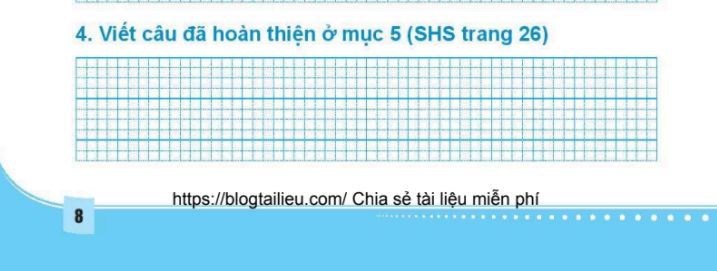 4. Viết câu đã hoàn thiện ở mục 5 (SHS trang 26)
https://blogtailieu.com/ Chia sẻ tài liệu miễn phí
8